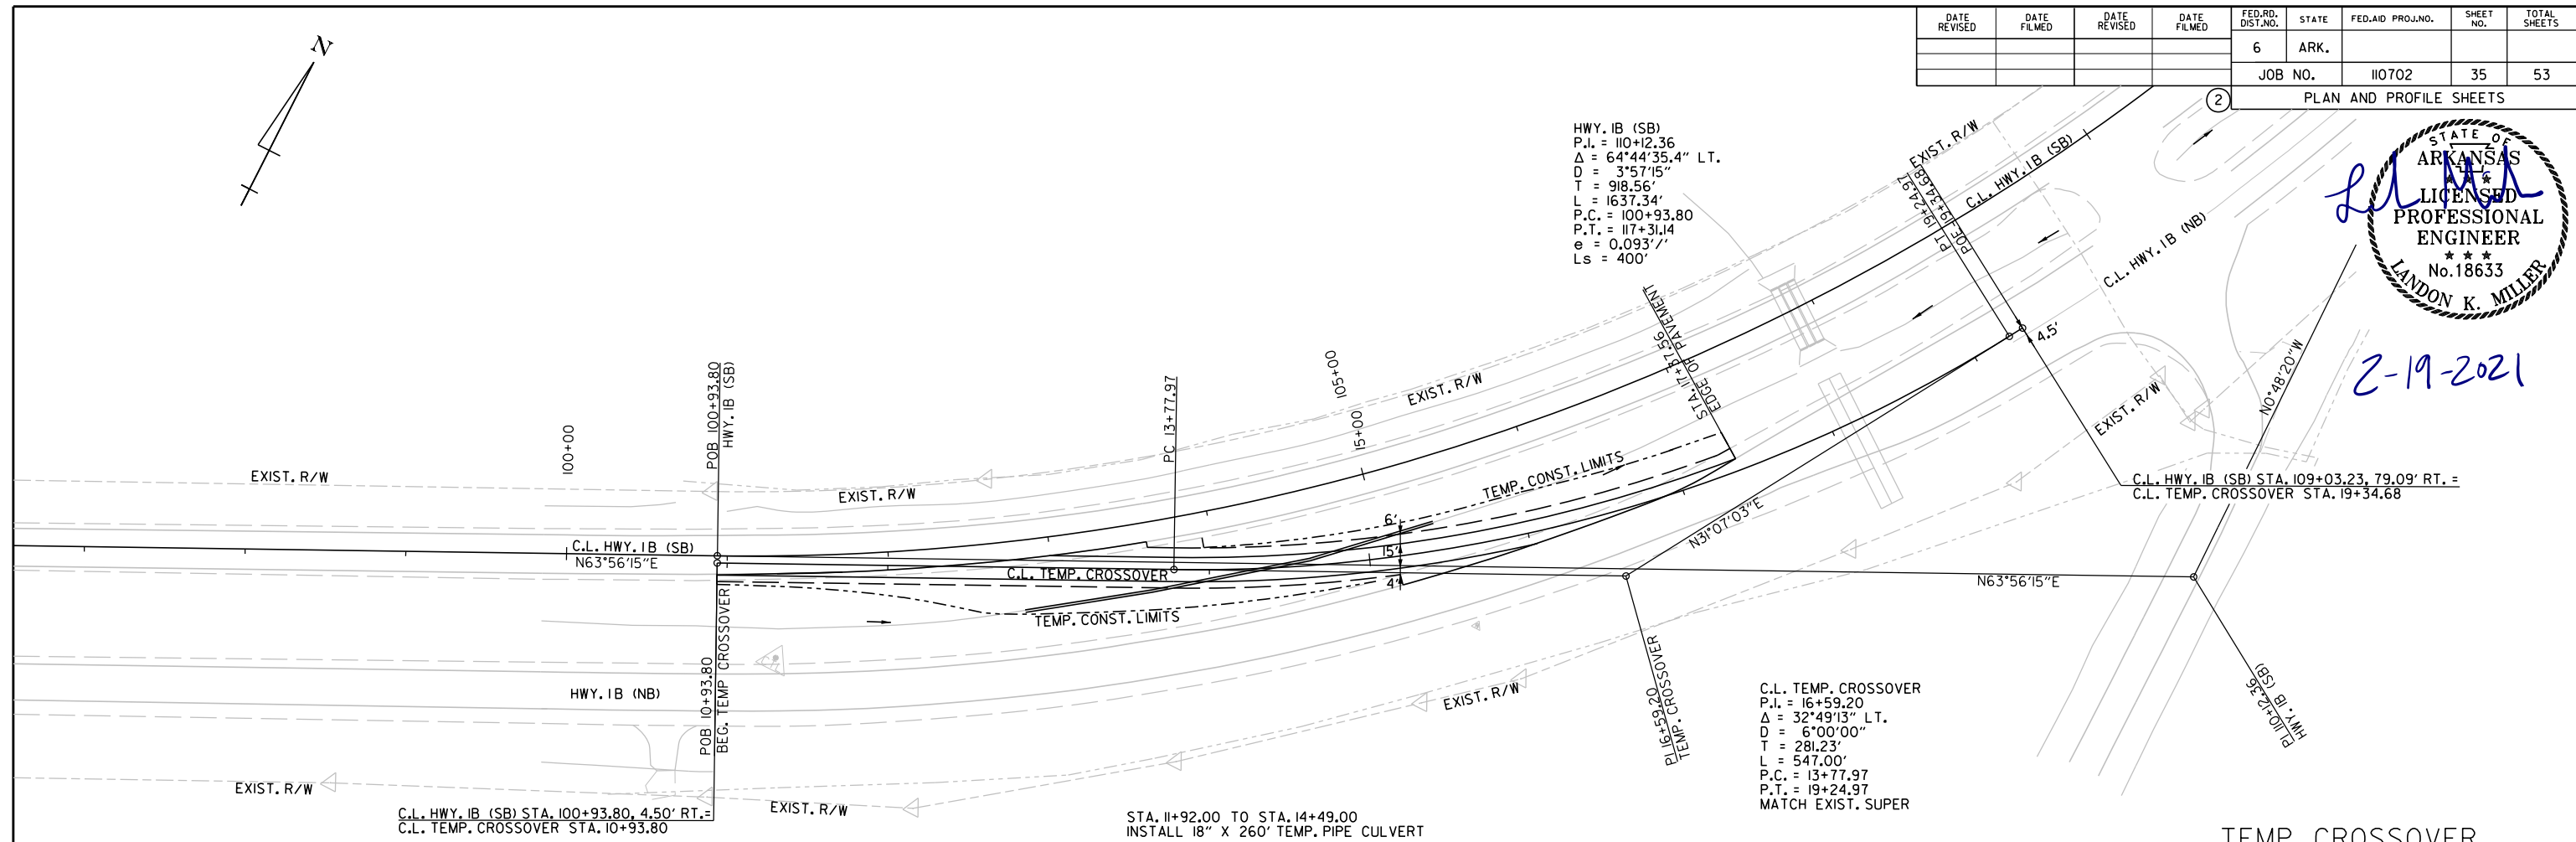 DATE REVISED
DATE FILMED
DATE REVISED
DATE FILMED
FED.RD. DIST.NO.
STATE
FED.AID PROJ.NO.
SHEET NO.
TOTAL SHEETS
6 ARK.
JOB NO. 110702 35 53
2 PLAN AND PROFILE SHEETS
N
STATE OF
ARKANSAS
LICENSED
PROFESSIONAL
ENGINEER
No.18633
LANDON K. MILLER
2-19-2021
HWY. 1B (SB)
P.I. = 110+12.36
Δ = 64°44'35.4" LT.
D = 3°57'15"
T = 918.56'
L = 1637.34'
P.C. = 100+93.80
P.T. = 117+31.14
e = 0.093'/'
Ls = 400'
EXIST. R/W
C.L. HWY. 1B (SB)
PT 19+24.97
POE 19+34.68
C.L. HWY. 1B (NB)
4.5'
N0°48'20"W
EXIST. R/W
STA. 17+57.56
EDGE OF PAVEMENT
105+00
15+00
EXIST. R/W
PC 13+77.97
POB 100+93.80
HWY. 1B (SB)
100+00
EXIST. R/W
EXIST. R/W
TEMP. CONST. LIMITS
C.L. HWY. 1B (SB) STA. 109+03.23, 79.09' RT. =
C.L. TEMP. CROSSOVER STA. 19+34.68
6'
15'
4'
N31°07'03"E
C.L. HWY. 1B (SB)
N63°56'15"E
C.L. TEMP. CROSSOVER
N63°56'15"E
TEMP. CONST. LIMITS
POB 10+93.80
BEG. TEMP CROSSOVER
HWY. 1B (NB)
EXIST. R/W
PI 16+59.20
TEMP. CROSSOVER
PI 110+12.36
HWY. 1B (SB)
C.L. TEMP. CROSSOVER
P.I. = 16+59.20
Δ = 32°49'13" LT.
D = 6°00'00"
T = 281.23'
L = 547.00'
P.C. = 13+77.97
P.T. = 19+24.97
MATCH EXIST. SUPER
EXIST. R/W
EXIST. R/W
C.L. HWY. 1B (SB) STA. 100+93.80, 4.50' RT.=
C.L. TEMP. CROSSOVER STA. 10+93.80
STA. 11+92.00 TO STA. 14+49.00
INSTALL 18" X 260' TEMP. PIPE CULVERT
TEMP. CROSSOVER